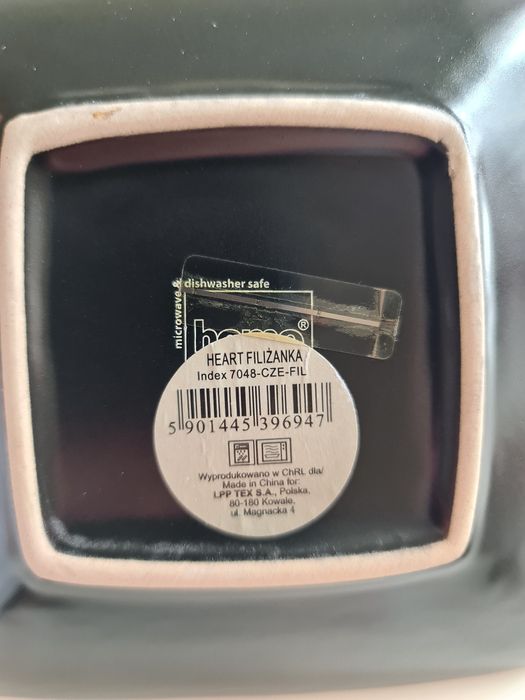 microwave & dishwasher safe
home®
HEART FILIŻANKA
Index 7048-CZE-FIL
5 901445 396947
Wyprodukowano w ChRL dla/
Made in China for:
LPP TEX S.A., Polska,
80-180 Kowale,
ul. Magnacka 4